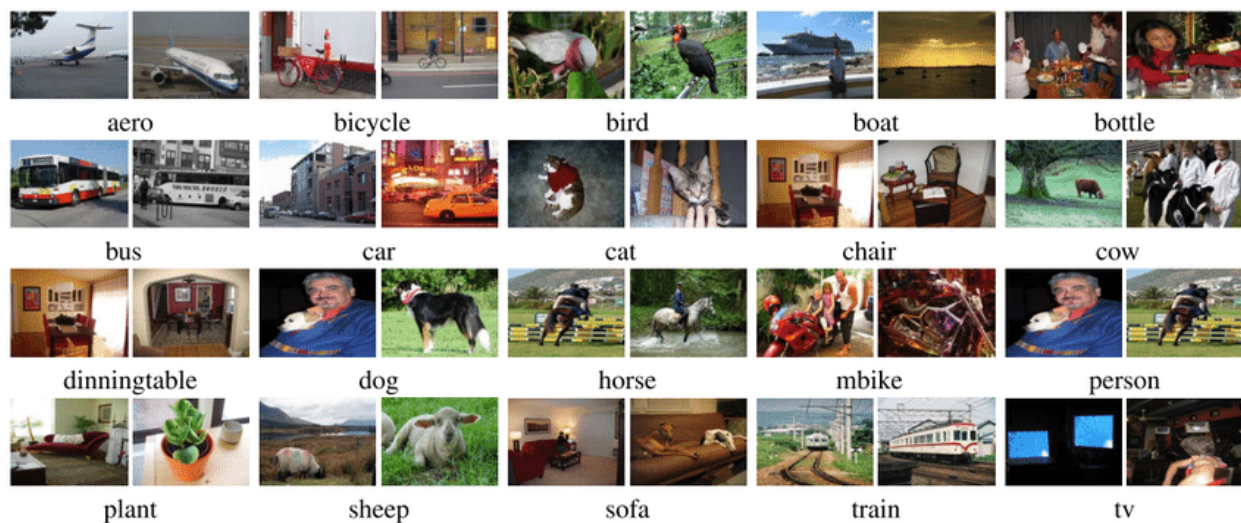 aero bicycle bird boat bottle
bus car cat chair cow
dinningtable dog horse mbike person
plant sheep sofa train tv